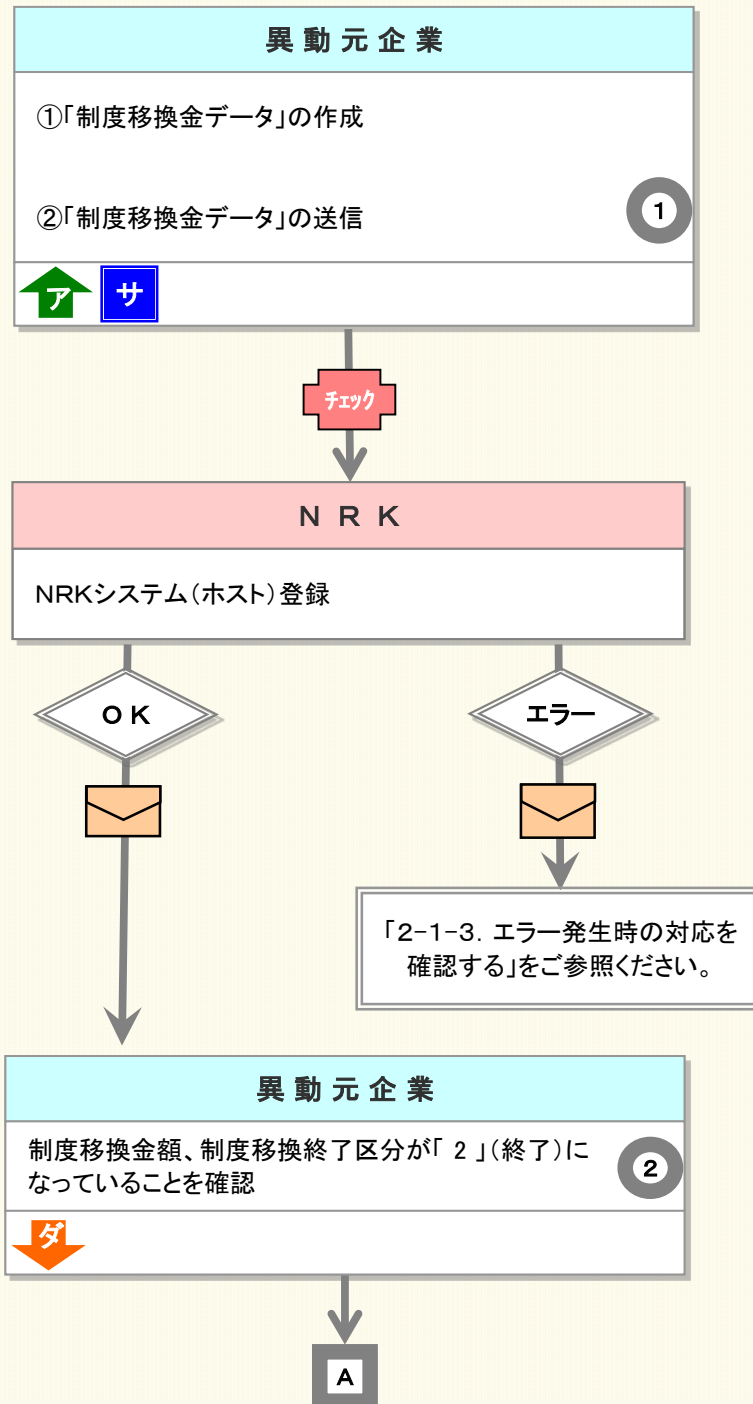 異動元企業
①「制度移換金データ」の作成
②「制度移換金データ」の送信
1
ア サ
チェック
ＮＲＫ
ＮＲＫシステム（ホスト）登録
ＯＫ エラー
「２－１－３．エラー発生時の対応を
確認する」をご参照ください。
異動元企業
制度移換金額、制度移換終了区分が「 2 」（終了）に
なっていることを確認
2
ダ
A